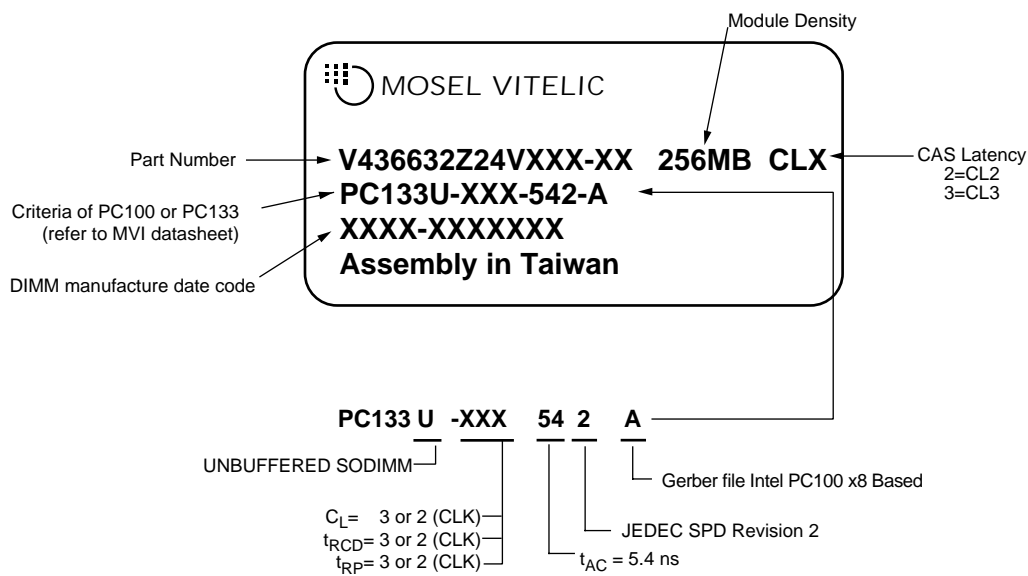 Module Density
MOSEL VITELIC
Part Number
V436632Z24VXXX-XX 256MB CLX
CAS Latency
2=CL2
3=CL3
PC133U-XXX-542-A
Criteria of PC100 or PC133
(refer to MVI datasheet)
XXXX-XXXXXXX
Assembly in Taiwan
DIMM manufacture date code
PC133 U -XXX 54 2 A
UNBUFFERED SODIMM
Gerber file Intel PC100 x8 Based
CL= 3 or 2 (CLK)
tRCD= 3 or 2 (CLK)
tRP= 3 or 2 (CLK)
JEDEC SPD Revision 2
tAC = 5.4 ns